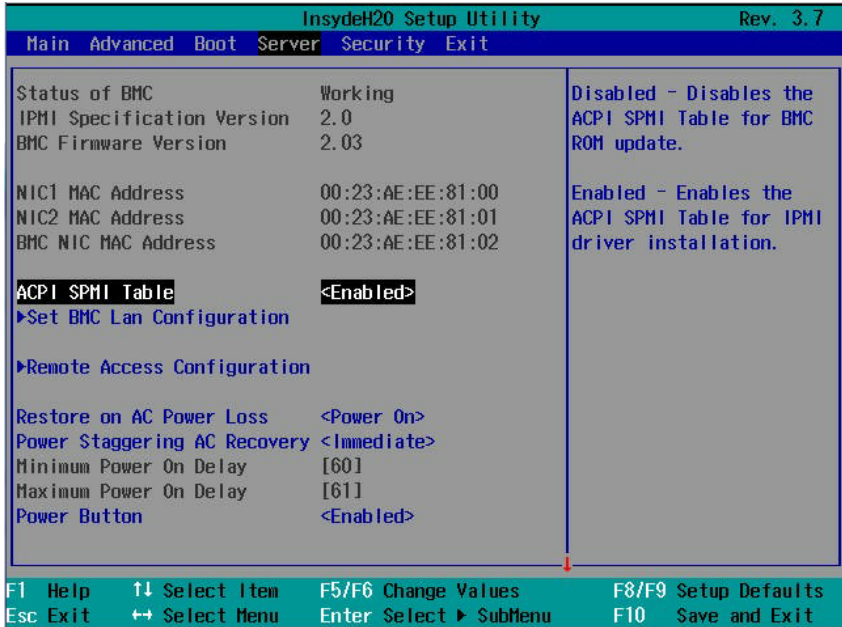 InsydeH2O Setup Utility Rev. 3.7
Main Advanced Boot Server Security Exit
Status of BMC Working
IPMI Specification Version 2.0
BMC Firmware Version 2.03
NIC1 MAC Address 00:23:AE:EE:81:00
NIC2 MAC Address 00:23:AE:EE:81:01
BMC NIC MAC Address 00:23:AE:EE:81:02
ACPI SPMI Table <Enabled>
▶Set BMC Lan Configuration
▶Remote Access Configuration
Restore on AC Power Loss <Power On>
Power Staggering AC Recovery <Immediate>
Minimum Power On Delay [60]
Maximum Power On Delay [61]
Power Button <Enabled>
Disabled - Disables the
ACPI SPMI Table for BMC
ROM update.
Enabled - Enables the
ACPI SPMI Table for IPMI
driver installation.
F1 Help ↑↓ Select Item F5/F6 Change Values F8/F9 Setup Defaults
Esc Exit ↔ Select Menu Enter Select ▶ SubMenu F10 Save and Exit